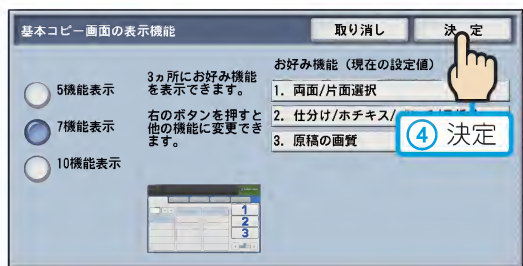 基本コピー画面の表示機能
取り消し
決 定
5機能表示
7機能表示
10機能表示
3ヵ所にお好み機能
を表示できます。
右のボタンを押すと
他の機能に変更でき
ます。
お好み機能（現在の設定値）
1. 両面/片面選択
2. 仕分け/ホチキス/
3. 原稿の画質
④ 決定
1
2
3